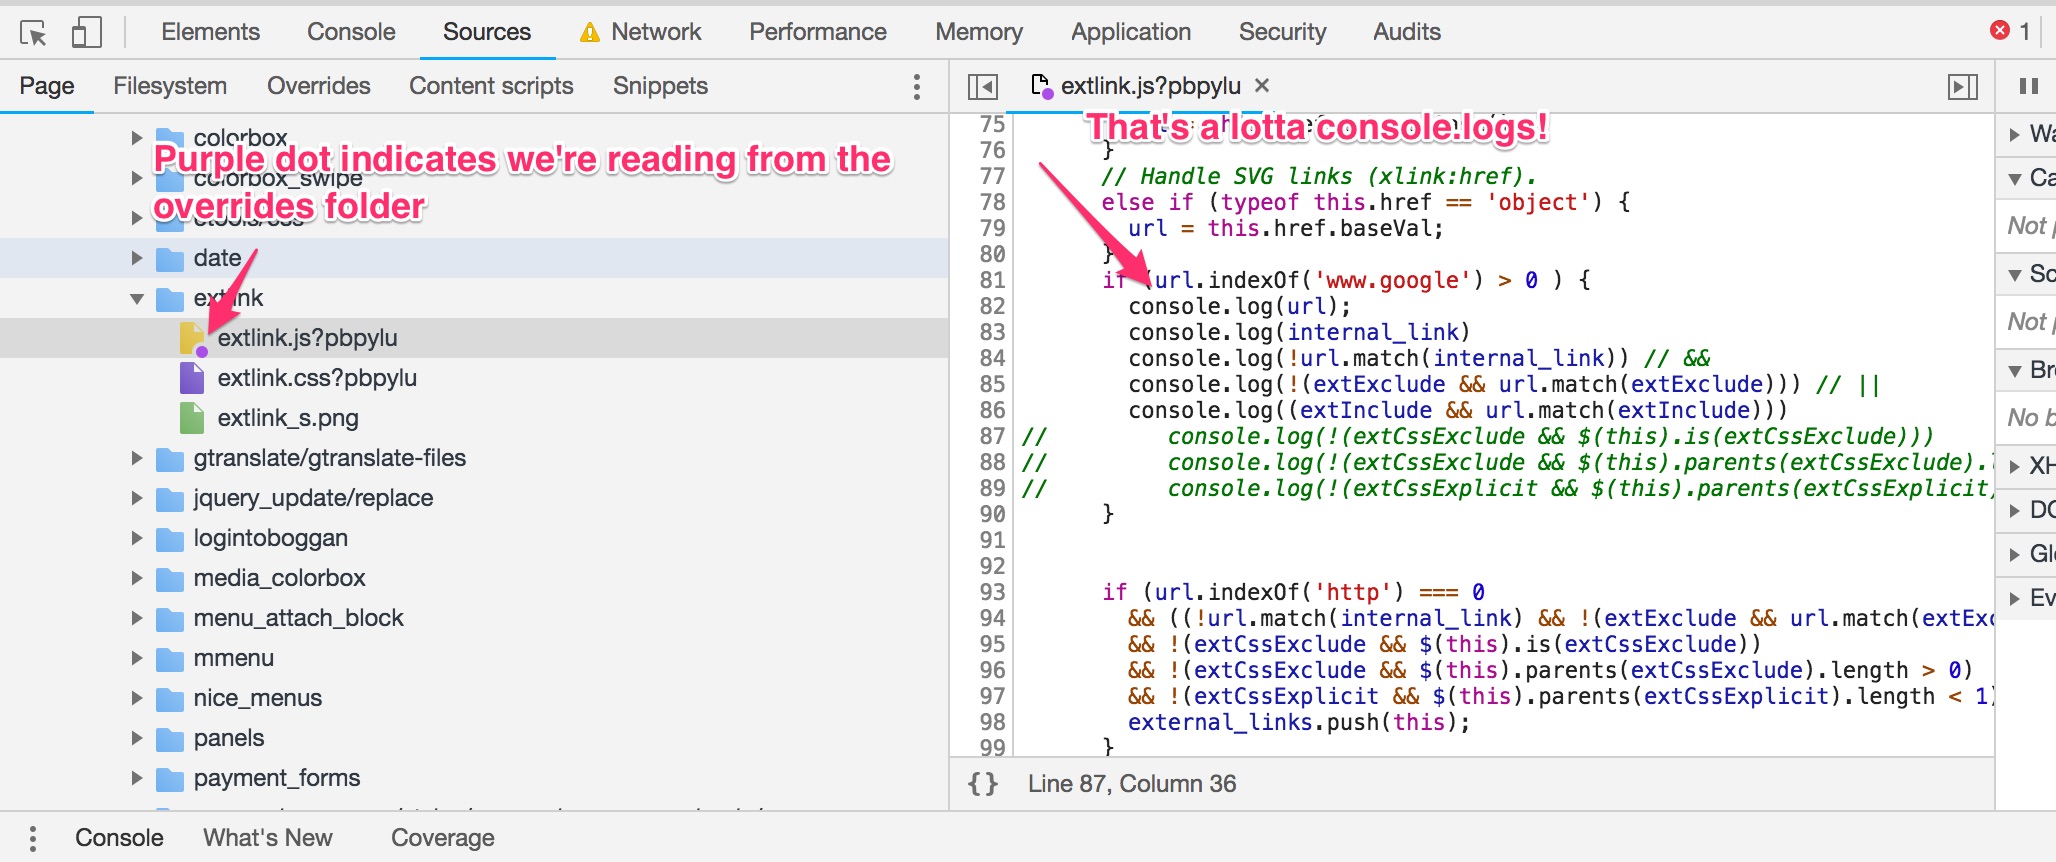 Elements Console Sources Network Performance Memory Application Security Audits 1
Page Filesystem Overrides Content scripts Snippets
extlink.js?pbpylu
colorbox
Purple dot indicates we're reading from the
colorbox_swipe
overrides folder
ctools/css
date
extlink
extlink.js?pbpylu
extlink.css?pbpylu
extlink_s.png
gtranslate/gtranslate-files
jquery_update/replace
logintoboggan
media_colorbox
menu_attach_block
mmenu
nice_menus
panels
payment_forms
That's a lotta console.logs!
75
76 }
77 // Handle SVG links (xlink:href).
78 else if (typeof this.href == 'object') {
79 url = this.href.baseVal;
80 }
81 if (url.indexOf('www.google') > 0 ) {
82 console.log(url);
83 console.log(internal_link)
84 console.log(!url.match(internal_link)) // &&
85 console.log(!(extExclude && url.match(extExclude))) // ||
86 console.log((extInclude && url.match(extInclude)))
87 // console.log(!(extCssExclude && $(this).is(extCssExclude)))
88 // console.log(!(extCssExclude && $(this).parents(extCssExclude).
89 // console.log(!(extCssExplicit && $(this).parents(extCssExplicit)
90 }
91
92
93 if (url.indexOf('http') === 0
94 && ((!url.match(internal_link) && !(extExclude && url.match(extExc
95 && !(extCssExclude && $(this).is(extCssExclude))
96 && !(extCssExclude && $(this).parents(extCssExclude).length > 0)
97 && !(extCssExplicit && $(this).parents(extCssExplicit).length < 1)
98 external_links.push(this);
99 }
{} Line 87, Column 36
Wa
Ca
Not p
Sc
Not p
Bre
No b
XH
DO
Glo
Ev
Console What's New Coverage